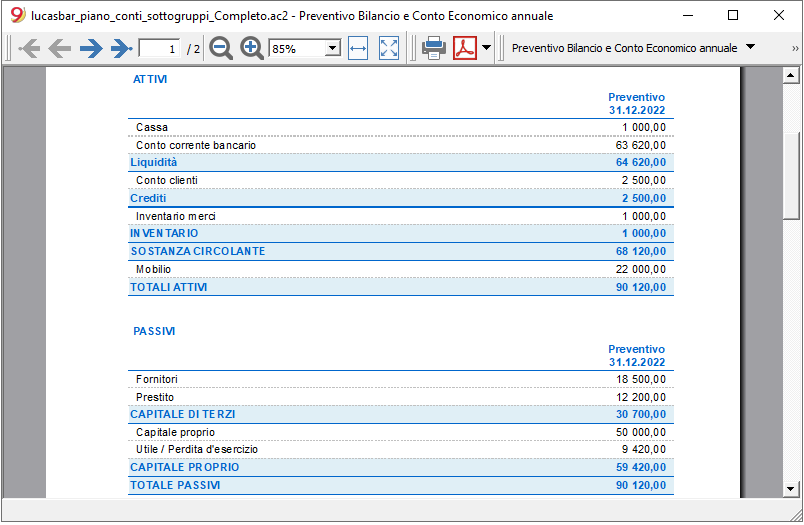 lucasbar_piano_conti_sottogruppi_Completo.ac2 - Preventivo Bilancio e Conto Economico annuale
1 / 2 85% Preventivo Bilancio e Conto Economico annuale »
ATTIVI
Preventivo
31.12.2022
Cassa 1 000,00
Conto corrente bancario 63 620,00
Liquidità 64 620,00
Conto clienti 2 500,00
Crediti 2 500,00
Inventario merci 1 000,00
INVENTARIO 1 000,00
SOSTANZA CIRCOLANTE 68 120,00
Mobilio 22 000,00
TOTALI ATTIVI 90 120,00
PASSIVI
Preventivo
31.12.2022
Fornitori 18 500,00
Prestito 12 200,00
CAPITALE DI TERZI 30 700,00
Capitale proprio 50 000,00
Utile / Perdita d'esercizio 9 420,00
CAPITALE PROPRIO 59 420,00
TOTALE PASSIVI 90 120,00